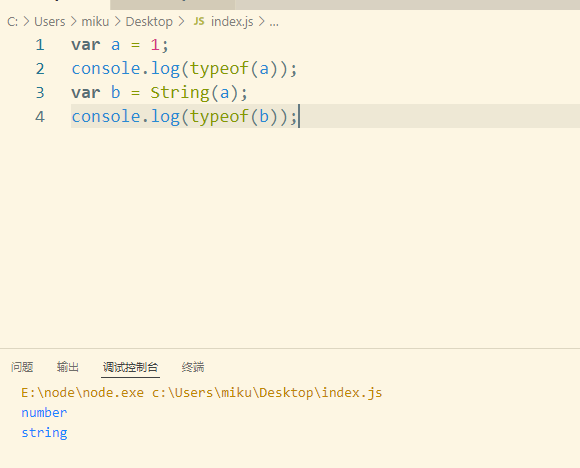 C: > Users > miku > Desktop > JS index.js > ...
1 var a = 1;
2 console.log(typeof(a));
3 var b = String(a);
4 console.log(typeof(b));
问题 输出 调试控制台 终端
E:\node\node.exe c:\Users\miku\Desktop\index.js
number
string